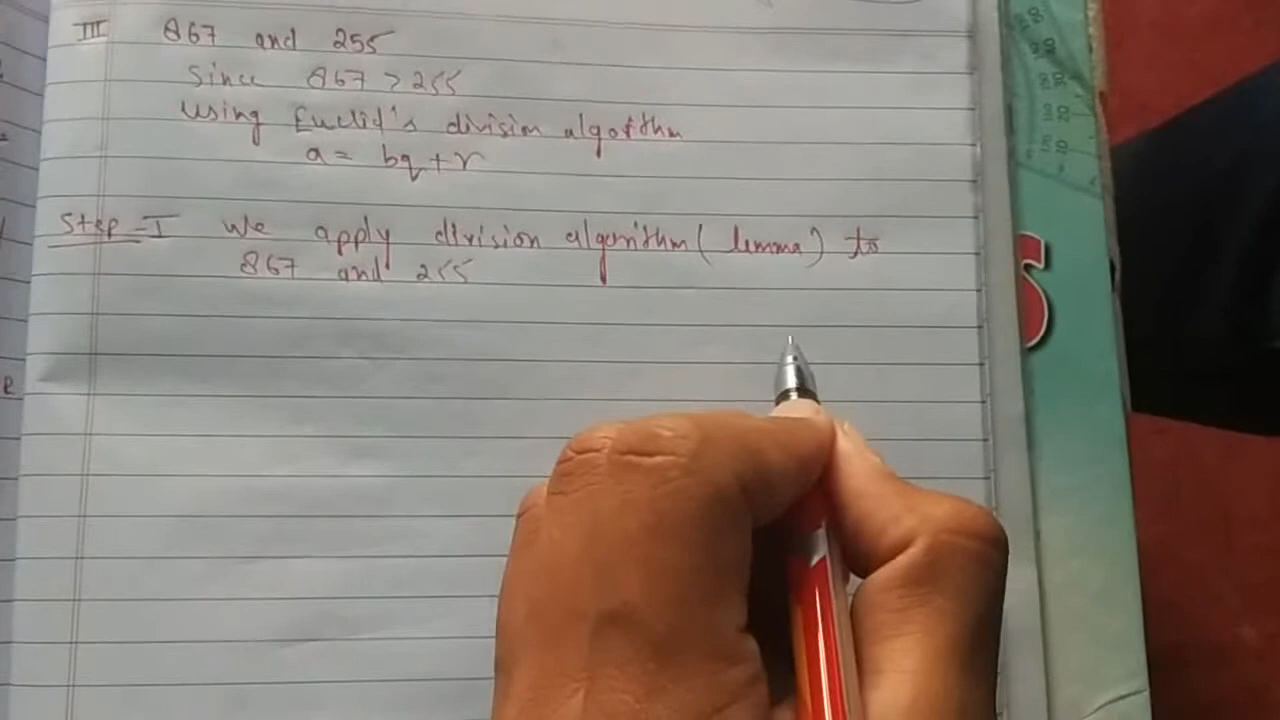 III 867 and 255
Since 867 > 255
Using Euclid's division algorithm
a = bq + r
Step-I We apply division algorithm (lemma) to
867 and 255